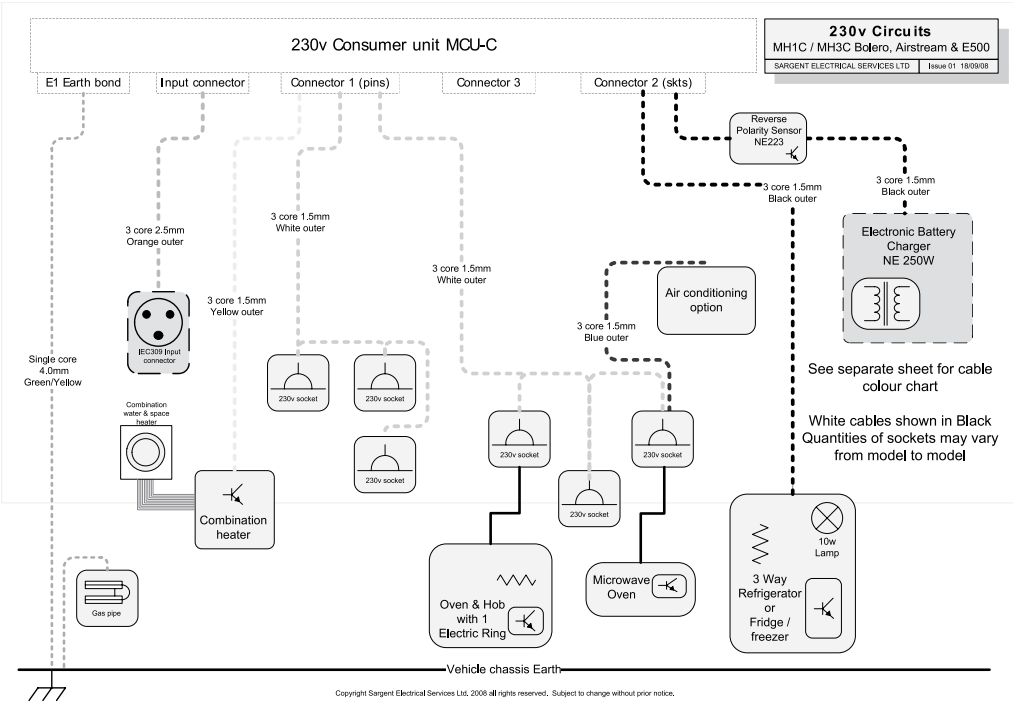 230v Consumer unit MCU-C
230v Circuits
MH1C / MH3C Bolero, Airstream & E500
SARGENT ELECTRICAL SERVICES LTD
Issue 01 18/09/08
E1 Earth bond
Input connector
Connector 1 (pins)
Connector 3
Connector 2 (skts)
Reverse
Polarity Sensor
NE223
3 core 1.5mm
Black outer
3 core 1.5mm
Black outer
3 core 1.5mm
White outer
3 core 2.5mm
Orange outer
Electronic Battery
Charger
NE 250W
3 core 1.5mm
White outer
3 core 1.5mm
Yellow outer
Air conditioning
option
3 core 1.5mm
Blue outer
IEC309 Input
connector
Single core
4.0mm
Green/Yellow
See separate sheet for cable
colour chart
230v socket
230v socket
Combination
water & space
heater
White cables shown in Black
Quantities of sockets may vary
from model to model
230v socket
230v socket
230v socket
230v socket
Combination
heater
10w
Lamp
Gas pipe
Oven & Hob
with 1
Electric Ring
Microwave
Oven
3 Way
Refrigerator
or
Fridge /
freezer
Vehicle chassis Earth
Copyright Sargent Electrical Services Ltd. 2008 all rights reserved. Subject to change without prior notice.